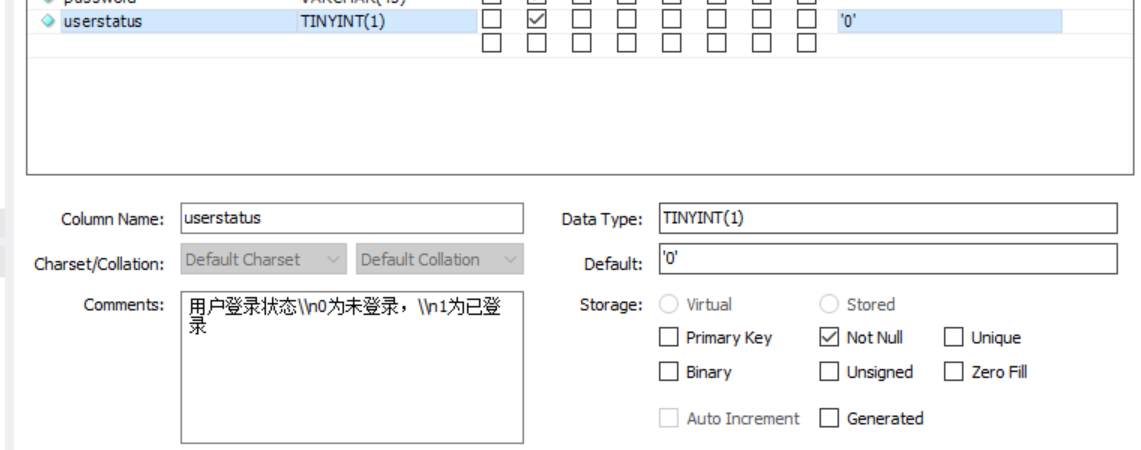 password VARCHAR(45)
userstatus TINYINT(1) '0'
Column Name: userstatus Data Type: TINYINT(1)
Charset/Collation: Default Charset Default Collation Default: '0'
Comments: 用户登录状态\\n0为未登录，\\n1为已登 Storage: Virtual Stored
录
Primary Key Not Null Unique
Binary Unsigned Zero Fill
Auto Increment Generated